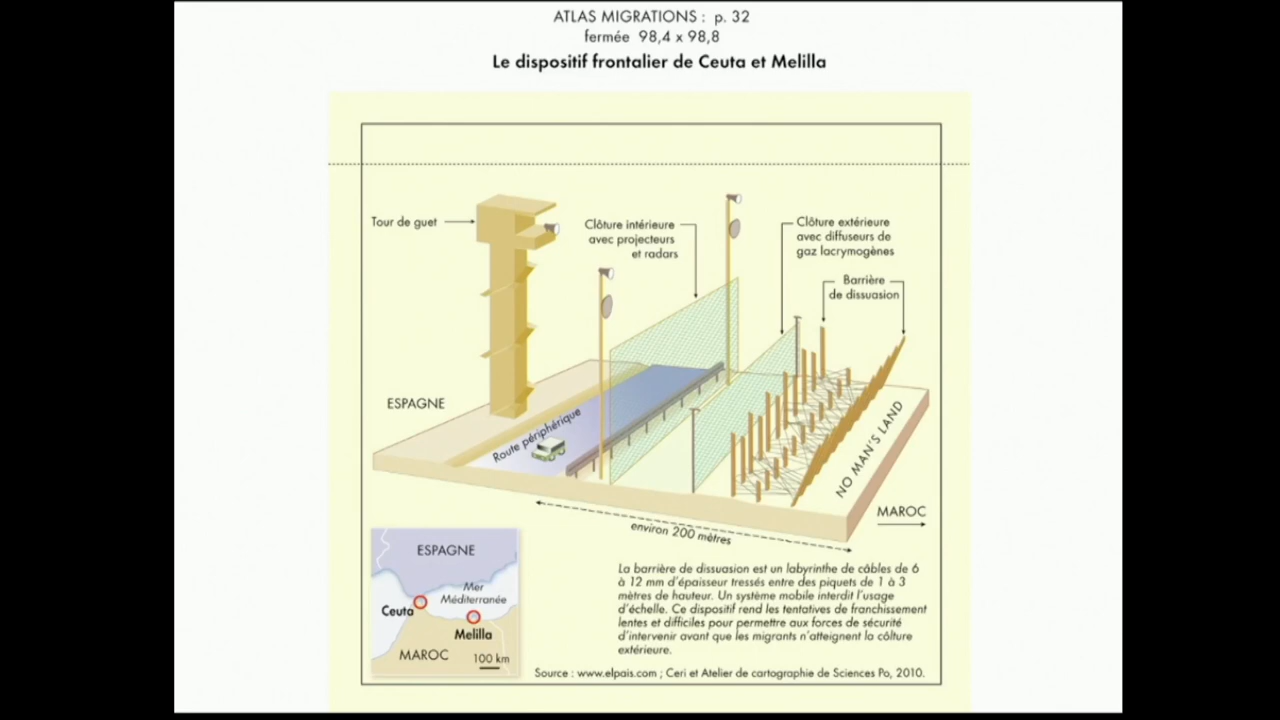 ATLAS MIGRATIONS : p. 32
fermée 98,4 x 98,8
Le dispositif frontalier de Ceuta et Melilla
Tour de guet
Clôture intérieure
avec projecteurs
et radars
Clôture extérieure
avec diffuseurs de
gaz lacrymogènes
Barrière
de dissuasion
ESPAGNE
Route périphérique
NO MAN'S LAND
MAROC
environ 200 mètres
ESPAGNE
Mer
Méditerranée
Ceuta
Melilla
MAROC
100 km
La barrière de dissuasion est un labyrinthe de câbles de 6
à 12 mm d'épaisseur tressés entre des piquets de 1 à 3
mètres de hauteur. Un système mobile interdit l'usage
d'échelle. Ce dispositif rend les tentatives de franchissement
lentes et difficiles pour permettre aux forces de sécurité
d'intervenir avant que les migrants n'atteignent la côlture
extérieure.
Source : www.elpais.com ; Ceri et Atelier de cartographie de Sciences Po, 2010.